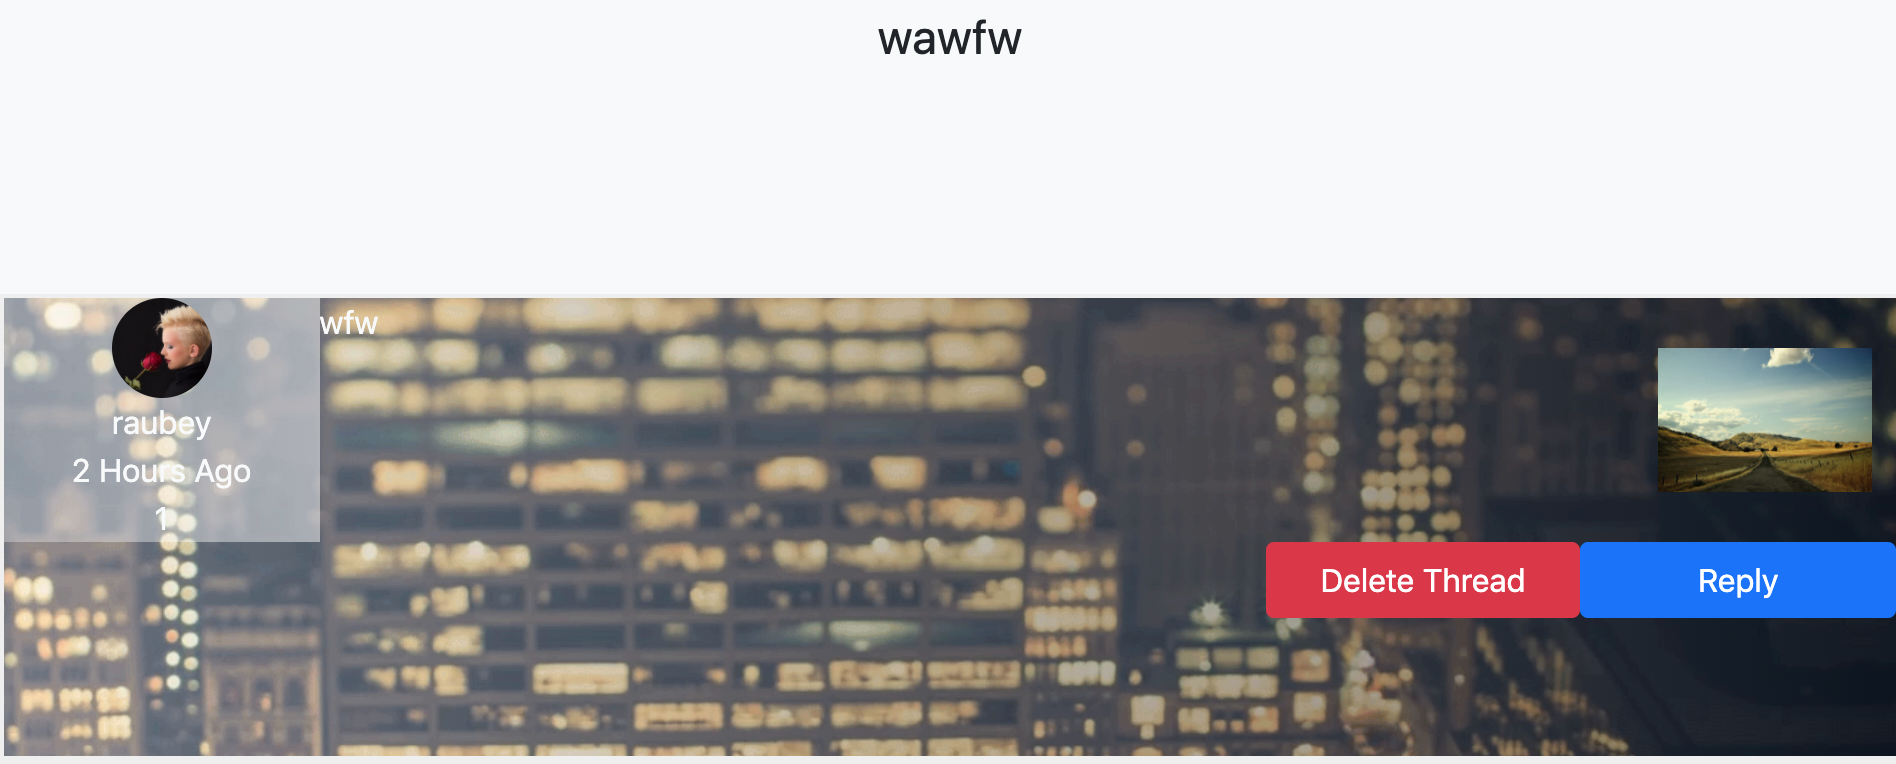 wawfw
wfw
raubey
2 Hours Ago
1
Delete Thread
Reply